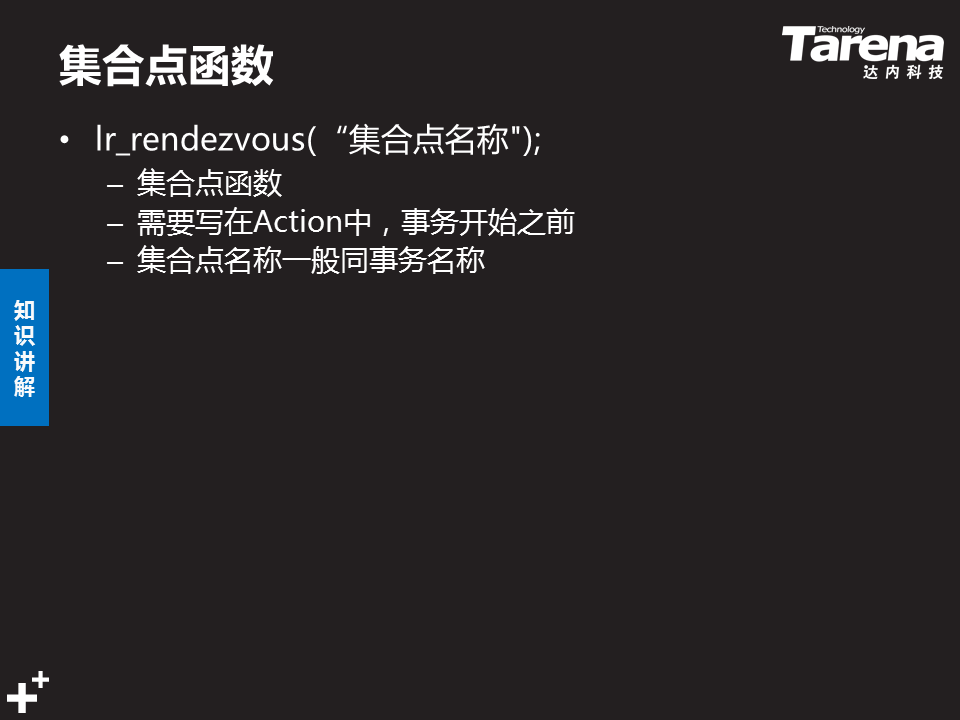 集合点函数
Technology
Tarena
达内科技
• lr_rendezvous( “集合点名称");
– 集合点函数
– 需要写在Action中，事务开始之前
– 集合点名称一般同事务名称
知
识
讲
解